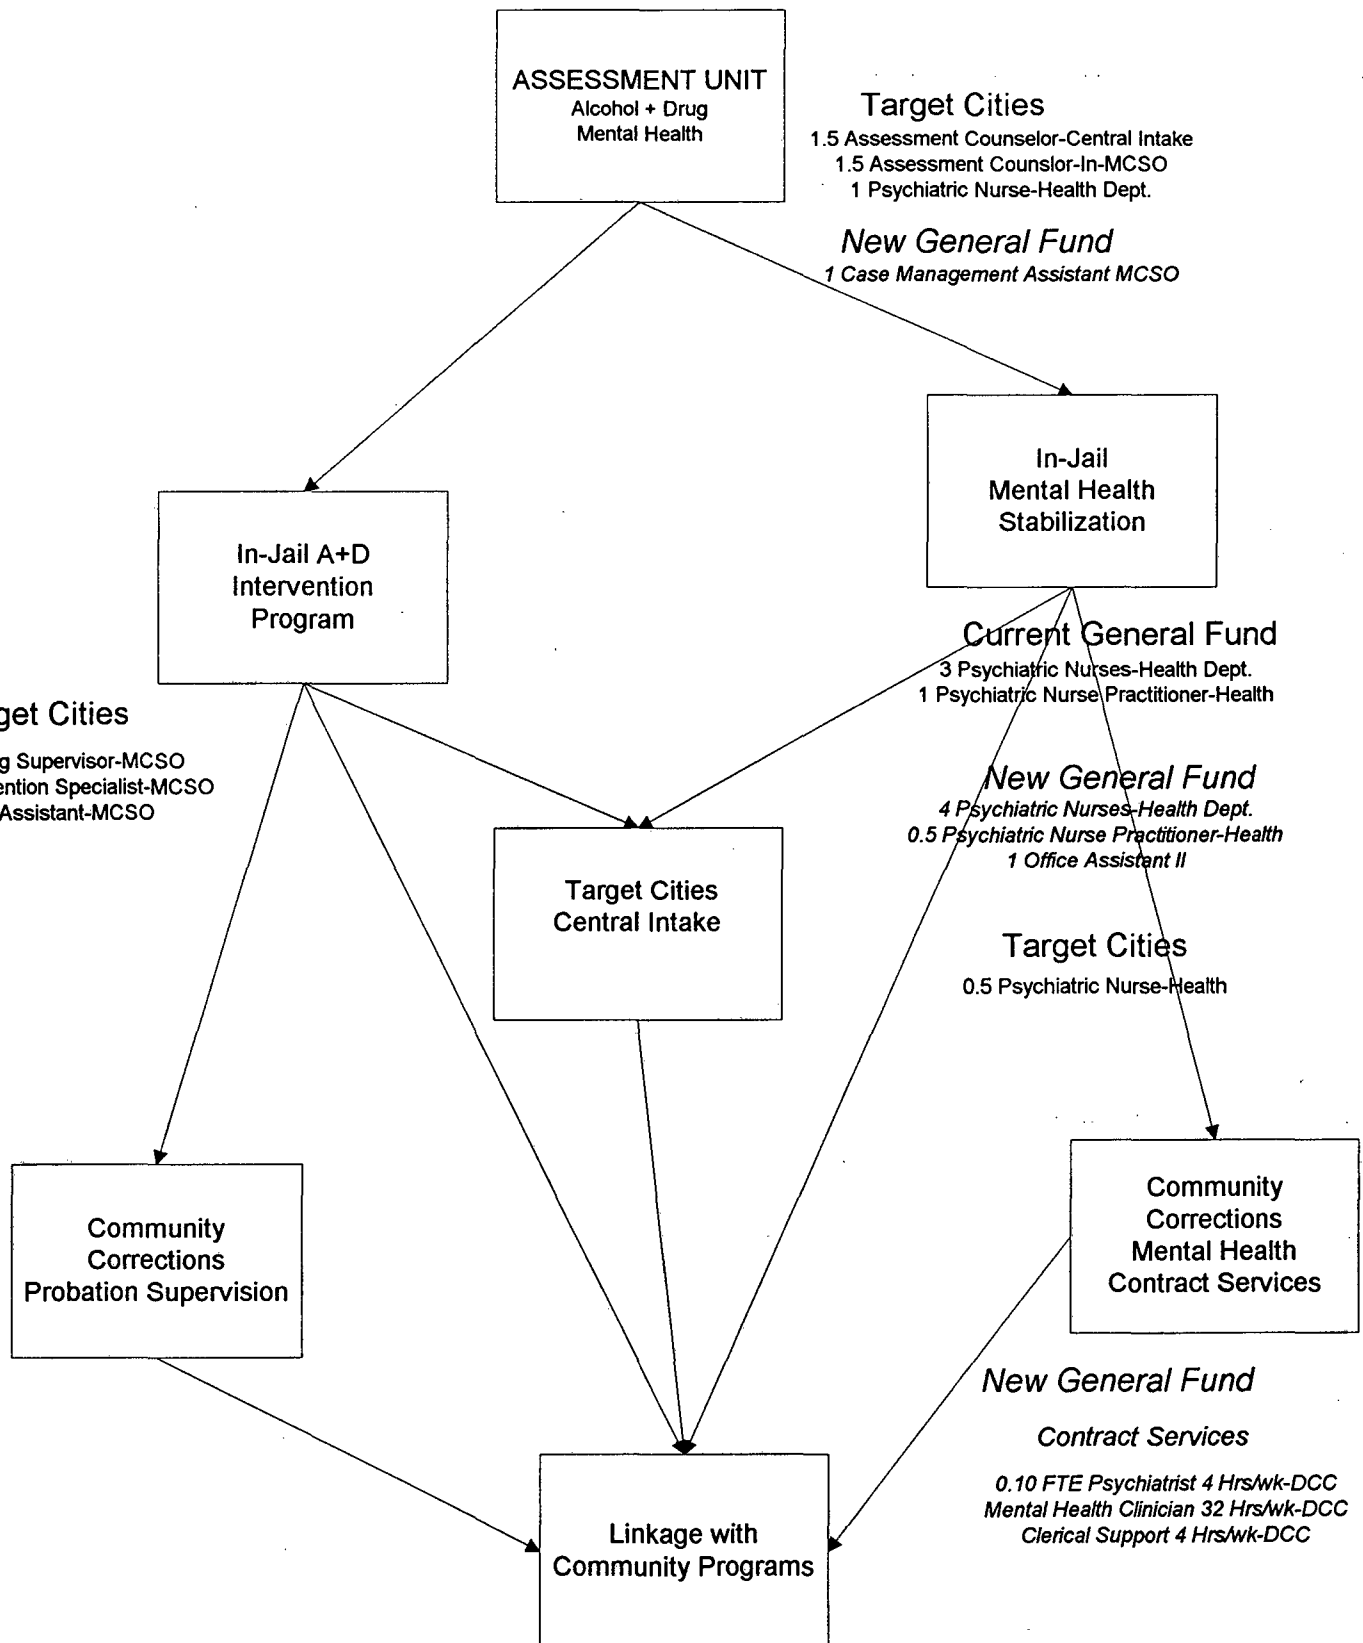 ASSESSMENT UNIT
Alcohol + Drug
Mental Health
Target Cities
1.5 Assessment Counselor-Central Intake
1.5 Assessment Counslor-In-MCSO
1 Psychiatric Nurse-Health Dept.
New General Fund
1 Case Management Assistant MCSO
In-Jail
Mental Health
Stabilization
In-Jail A+D
Intervention
Program
Current General Fund
3 Psychiatric Nurses-Health Dept.
1 Psychiatric Nurse Practitioner-Health
get Cities
g Supervisor-MCSO
ention Specialist-MCSO
Assistant-MCSO
New General Fund
4 Psychiatric Nurses-Health Dept.
0.5 Psychiatric Nurse Practitioner-Health
1 Office Assistant II
Target Cities
Central Intake
Target Cities
0.5 Psychiatric Nurse-Health
Community
Corrections
Probation Supervision
Community
Corrections
Mental Health
Contract Services
New General Fund
Contract Services
0.10 FTE Psychiatrist 4 Hrs/wk-DCC
Mental Health Clinician 32 Hrs/wk-DCC
Clerical Support 4 Hrs/wk-DCC
Linkage with
Community Programs